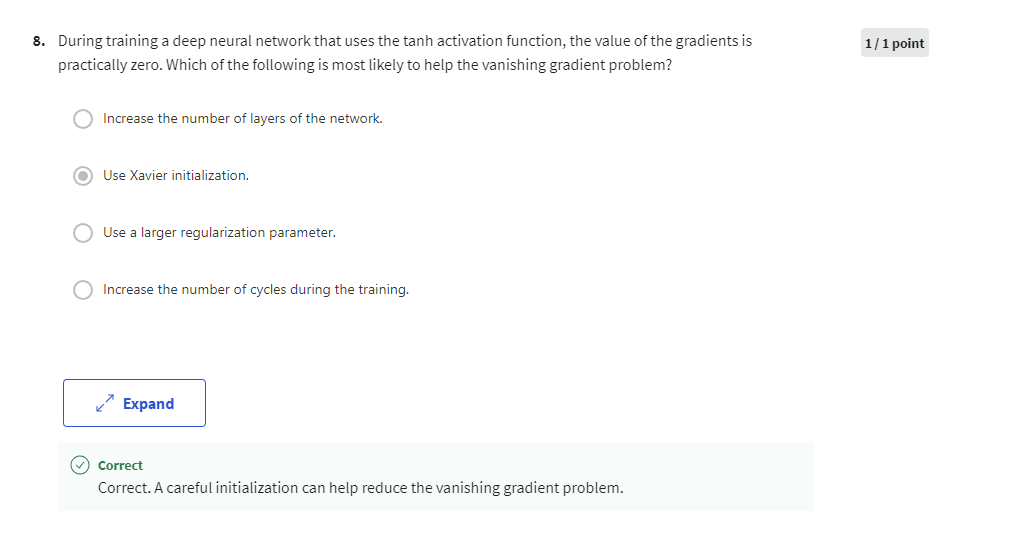 8. During training a deep neural network that uses the tanh activation function, the value of the gradients is
1 / 1 point
practically zero. Which of the following is most likely to help the vanishing gradient problem?
Increase the number of layers of the network.
Use Xavier initialization.
Use a larger regularization parameter.
Increase the number of cycles during the training.
Expand
Correct
Correct. A careful initialization can help reduce the vanishing gradient problem.